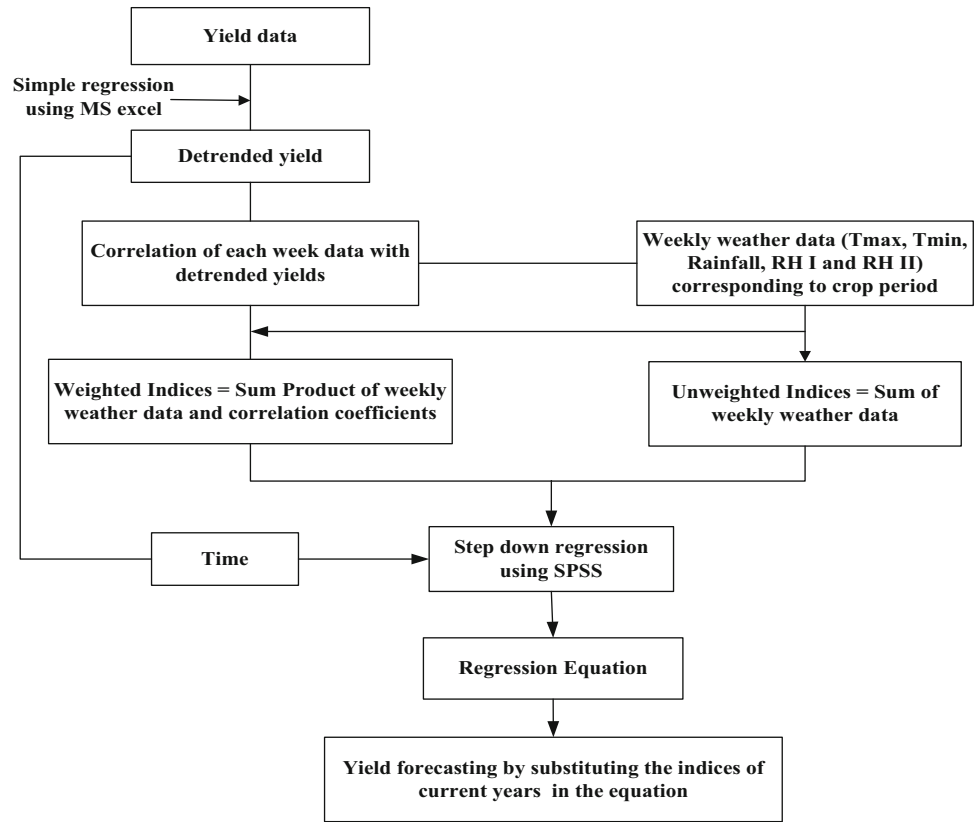 Yield data
Simple regression
using MS excel
Detrended yield
Correlation of each week data with
detrended yields
Weekly weather data (Tmax, Tmin,
Rainfall, RH I and RH II)
corresponding to crop period
Weighted Indices = Sum Product of weekly
weather data and correlation coefficients
Unweighted Indices = Sum of
weekly weather data
Time
Step down regression
using SPSS
Regression Equation
Yield forecasting by substituting the indices of
current years in the equation